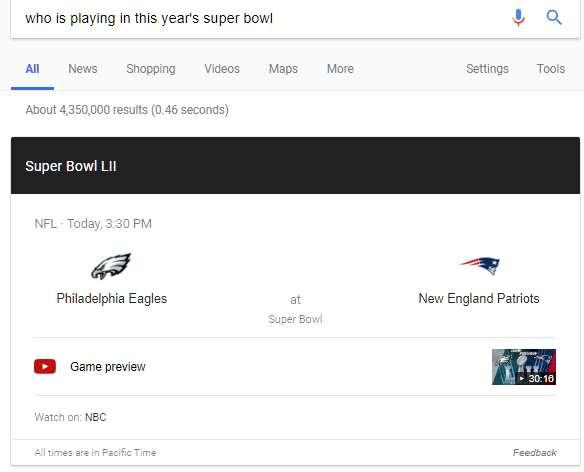 who is playing in this year's super bowl
All News Shopping Videos Maps More Settings Tools
About 4,350,000 results (0.46 seconds)
Super Bowl LII
NFL · Today, 3:30 PM
Philadelphia Eagles at New England Patriots
Super Bowl
Game preview 30:16
Watch on: NBC
All times are in Pacific Time Feedback